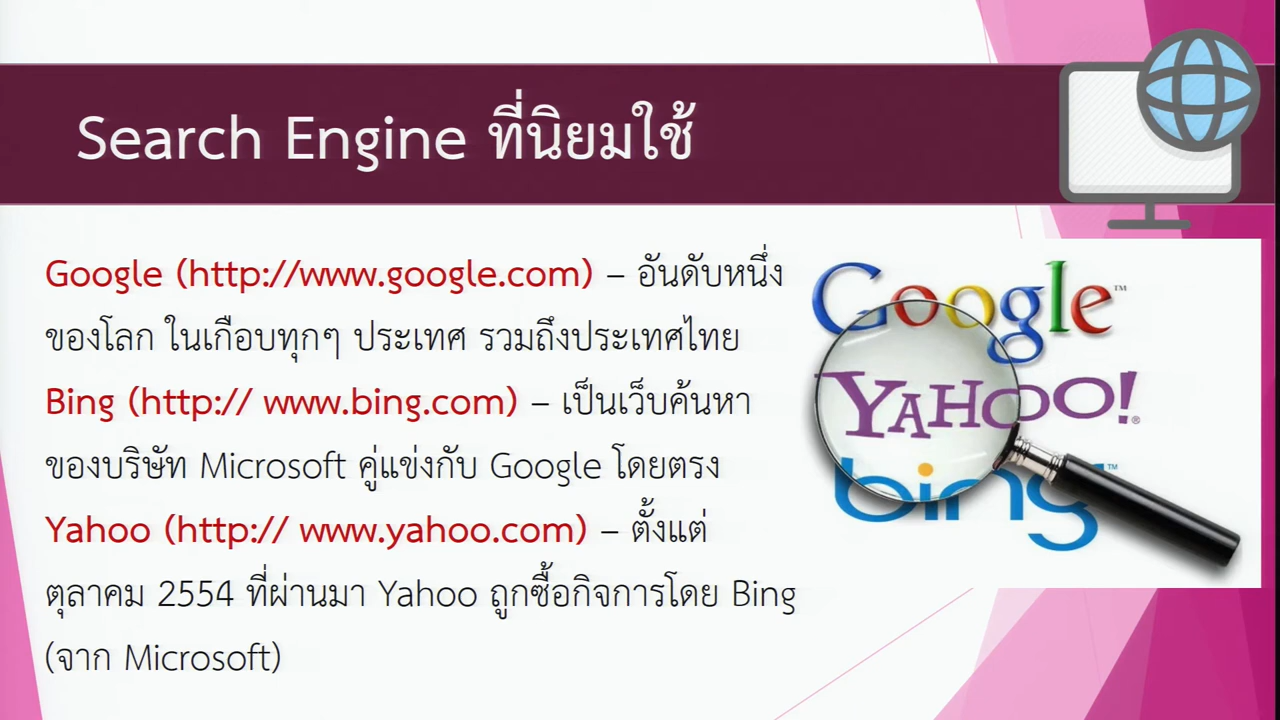 Search Engine ที่นิยมใช้
Google (http://www.google.com) – อันดับหนึ่ง
ของโลก ในเกือบทุกๆ ประเทศ รวมถึงประเทศไทย
Bing (http:// www.bing.com) – เป็นเว็บค้นหา
ของบริษัท Microsoft คู่แข่งกับ Google โดยตรง
Yahoo (http:// www.yahoo.com) – ตั้งแต่
ตุลาคม 2554 ที่ผ่านมา Yahoo ถูกซื้อกิจการโดย Bing
(จาก Microsoft)
Google™
YAHOO!®
bing™